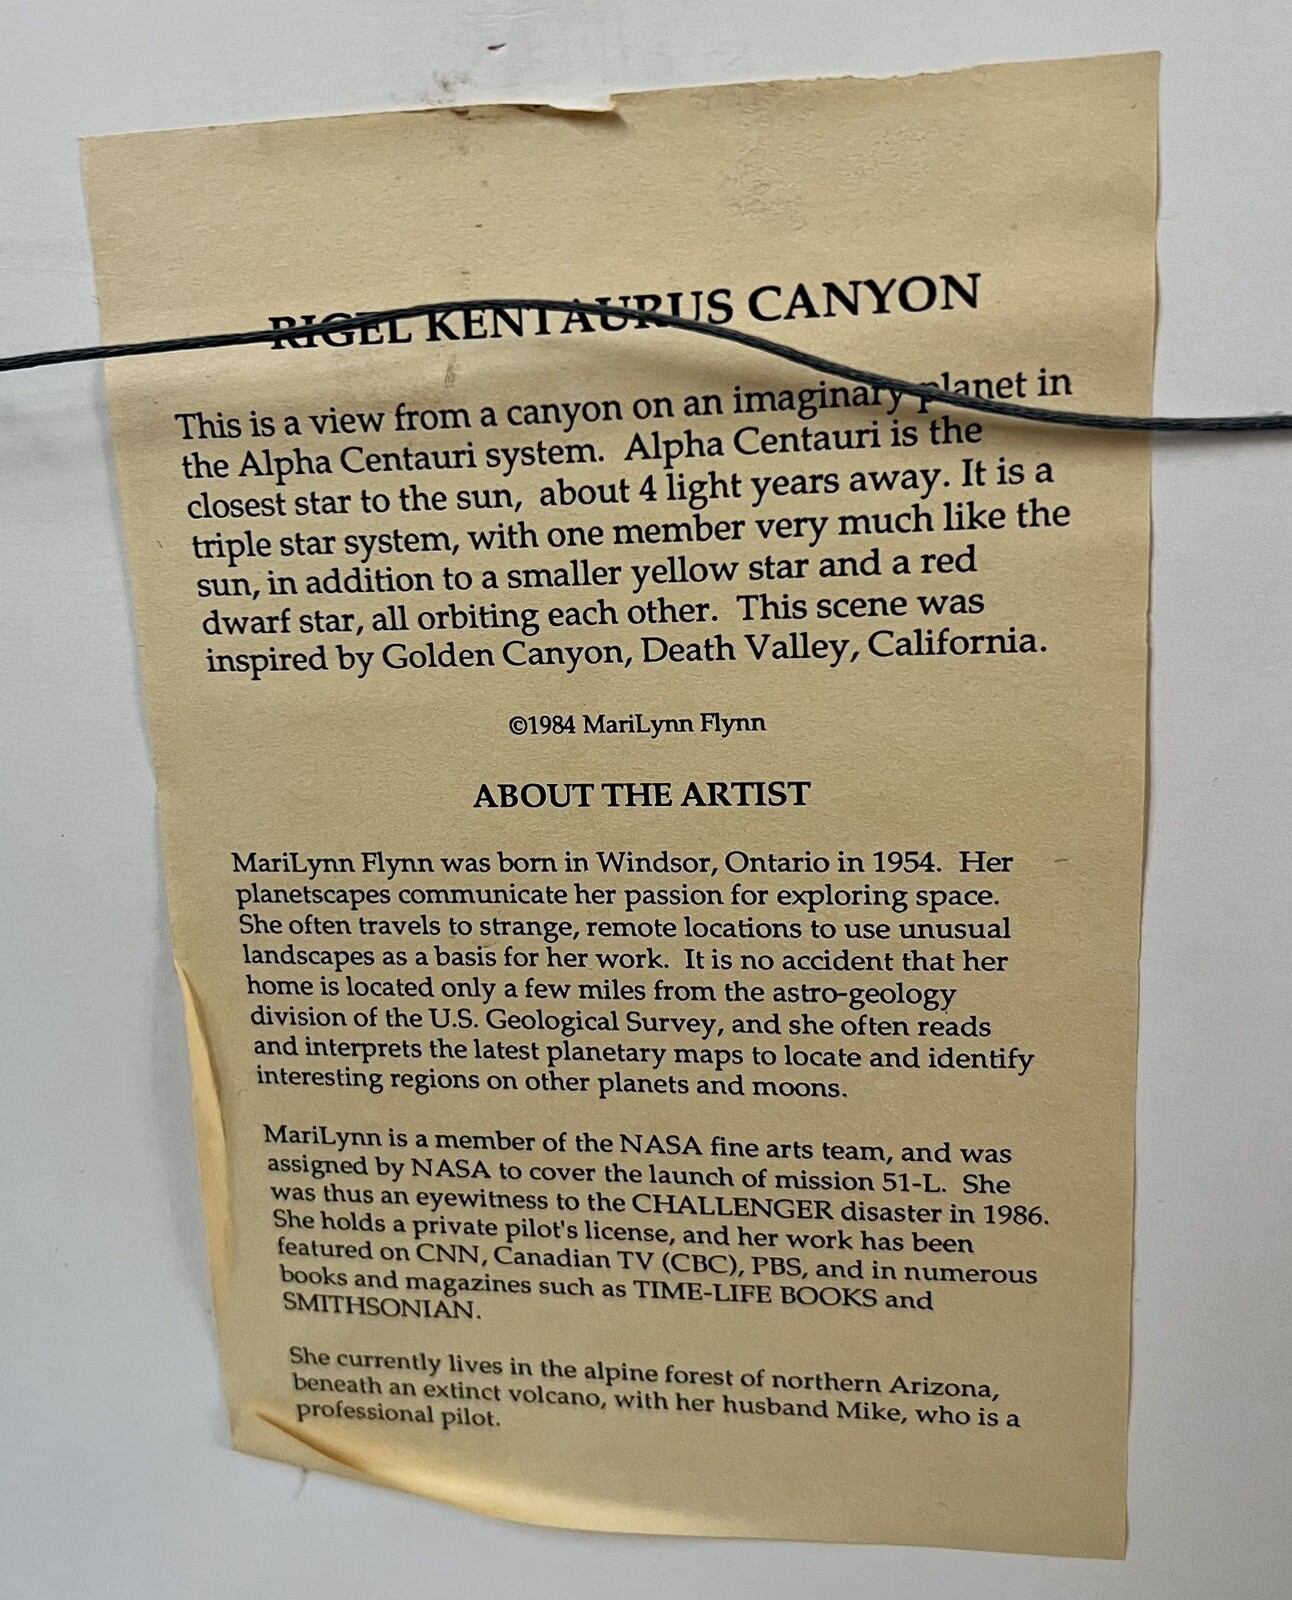 RIGEL KENTAURUS CANYON
This is a view from a canyon on an imaginary planet in
the Alpha Centauri system. Alpha Centauri is the
closest star to the sun, about 4 light years away. It is a
triple star system, with one member very much like the
sun, in addition to a smaller yellow star and a red
dwarf star, all orbiting each other. This scene was
inspired by Golden Canyon, Death Valley, California.
©1984 MariLynn Flynn
ABOUT THE ARTIST
MariLynn Flynn was born in Windsor, Ontario in 1954. Her
planetscapes communicate her passion for exploring space.
She often travels to strange, remote locations to use unusual
landscapes as a basis for her work. It is no accident that her
home is located only a few miles from the astro-geology
division of the U.S. Geological Survey, and she often reads
and interprets the latest planetary maps to locate and identify
interesting regions on other planets and moons.
MariLynn is a member of the NASA fine arts team, and was
assigned by NASA to cover the launch of mission 51-L. She
was thus an eyewitness to the CHALLENGER disaster in 1986.
She holds a private pilot's license, and her work has been
featured on CNN, Canadian TV (CBC), PBS, and in numerous
books and magazines such as TIME-LIFE BOOKS and
SMITHSONIAN.
She currently lives in the alpine forest of northern Arizona,
beneath an extinct volcano, with her husband Mike, who is a
professional pilot.